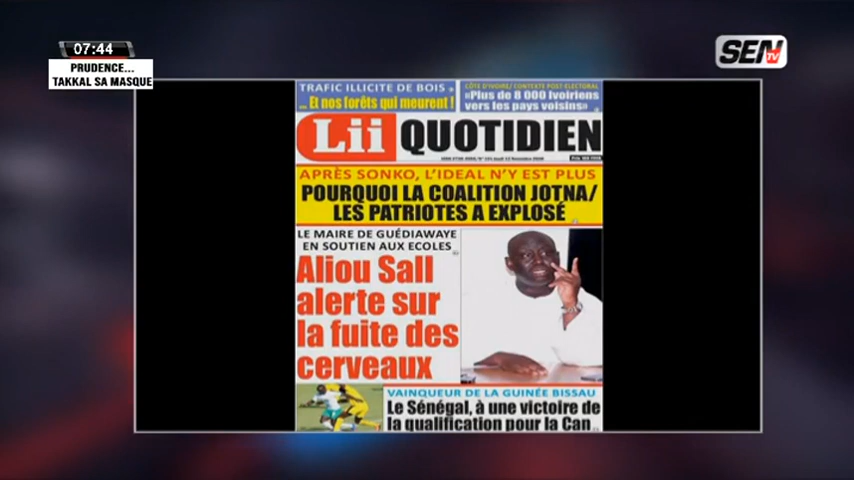 07:44
PRUDENCE...
TAKKAL SA MASQUE
SEN TV
TRAFIC ILLICITE DE BOIS »
... Et nos forêts qui meurent !
CÔTE D'IVOIRE/ CONTEXTE POST-ELECTORAL
«Plus de 8 000 Ivoiriens
vers les pays voisins»
Lii QUOTIDIEN
APRÈS SONKO, L'IDEAL N'Y EST PLUS
POURQUOI LA COALITION JOTNA/
LES PATRIOTES A EXPLOSÉ
LE MAIRE DE GUÉDIAWAYE
EN SOUTIEN AUX ECOLES
Aliou Sall
alerte sur
la fuite des
cerveaux
VAINQUEUR DE LA GUINÉE BISSAU
Le Sénégal, à une victoire de
la qualification pour la Can